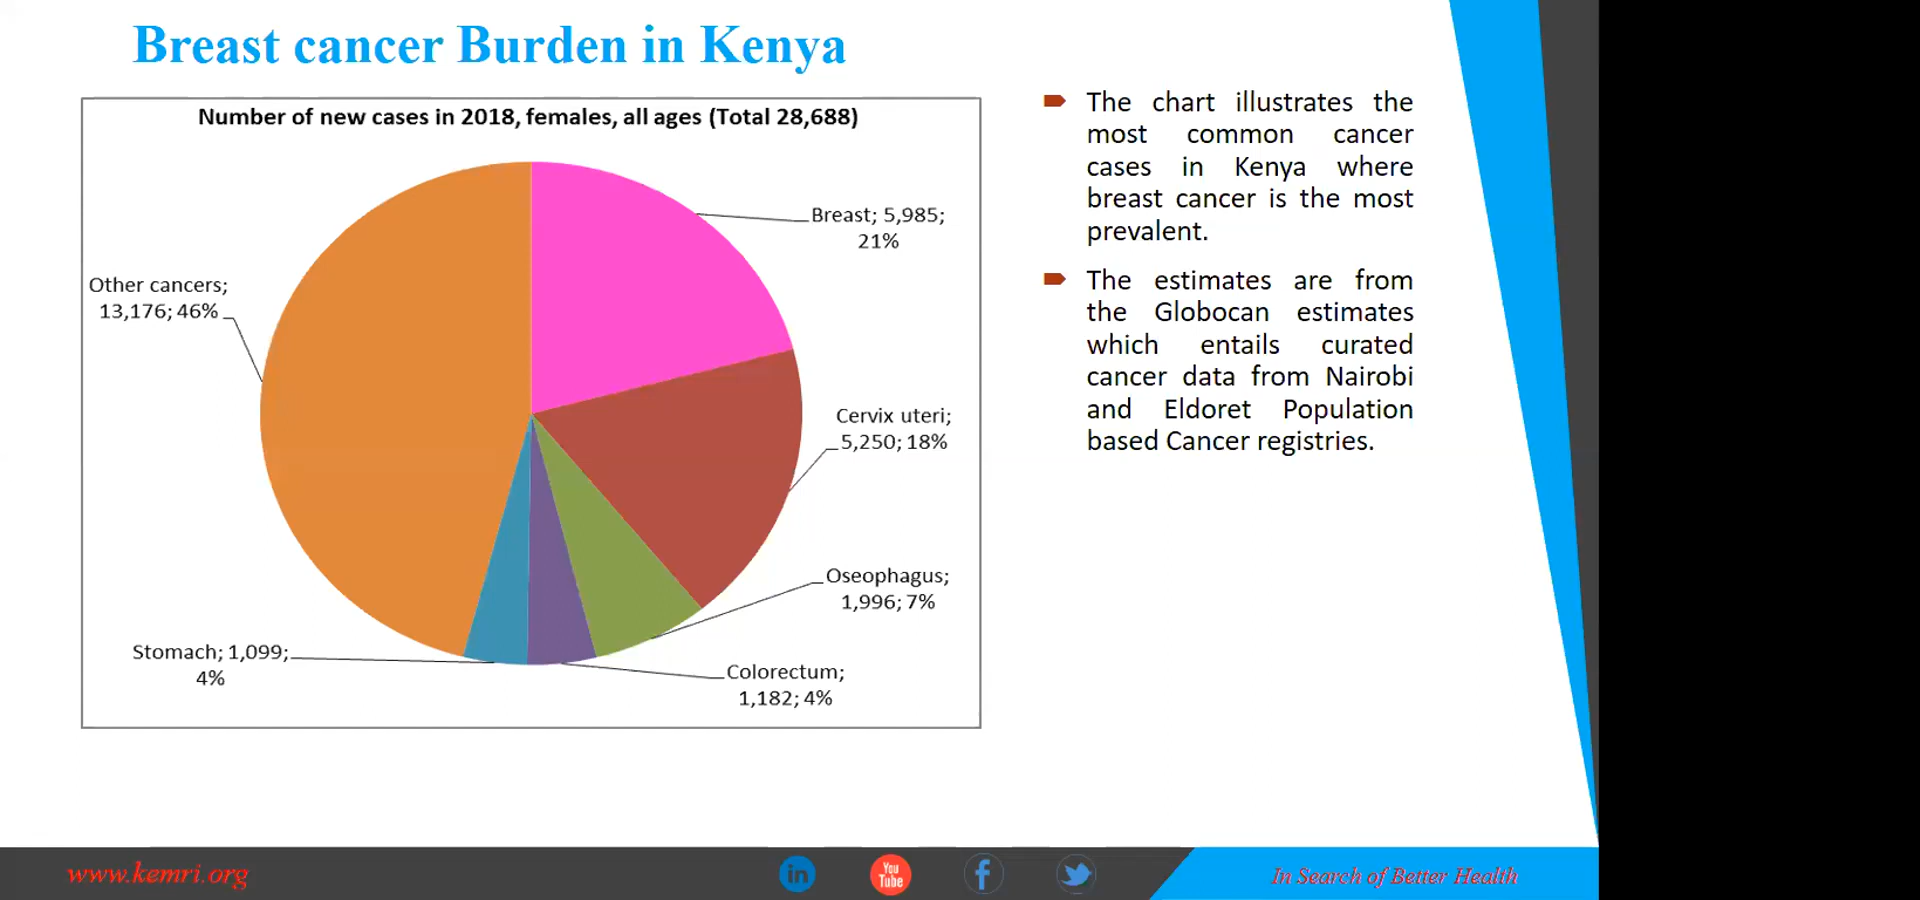 Breast cancer Burden in Kenya
Number of new cases in 2018, females, all ages (Total 28,688)
Breast; 5,985;
21%
Cervix uteri;
5,250; 18%
Oseophagus;
1,996; 7%
Colorectum;
1,182; 4%
Stomach; 1,099;
4%
Other cancers;
13,176; 46%
The chart illustrates the
most common cancer
cases in Kenya where
breast cancer is the most
prevalent.
The estimates are from
the Globocan estimates
which entails curated
cancer data from Nairobi
and Eldoret Population
based Cancer registries.
www.kemri.org
in
You
Tube
f
In Search of Better Health